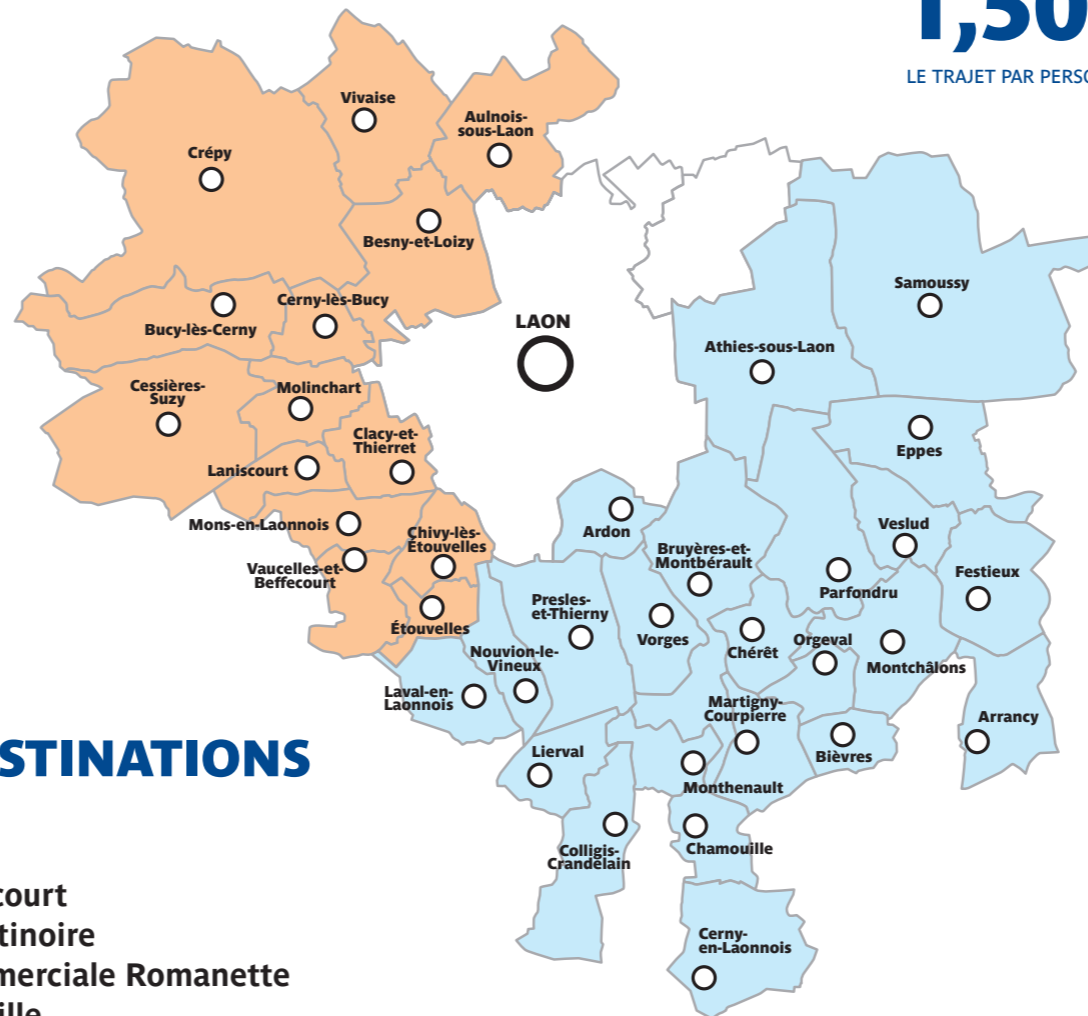 1,50
LE TRAJET PAR PERSO
Vivaise
Aulnois-
sous-Laon
Crépy
Besny-et-Loizy
Samoussy
Cerny-lès-Bucy
Bucy-lès-Cerny
LAON
Athies-sous-Laon
Cessières-
Suzy
Molinchart
Clacy-et-
Thierret
Eppes
Laniscourt
Mons-en-Laonnois
Chivy-lès-
Étouvelles
Ardon
Veslud
Vaucelles-et-
Beffecourt
Bruyères-et-
Montbérault
Festieux
Parfondru
Presles-
et-Thierny
Étouvelles
Vorges
Chérêt
Orgeval
Nouvion-le-
Vineux
Montchâlons
Laval-en-
Laonnois
Martigny-
Courpierre
Arrancy
STINATIONS
Lierval
Bièvres
Monthenault
Colligis-
Crandelain
Chamouille
court
tinoire
merciale Romanette
Cerny-
en-Laonnois
ille